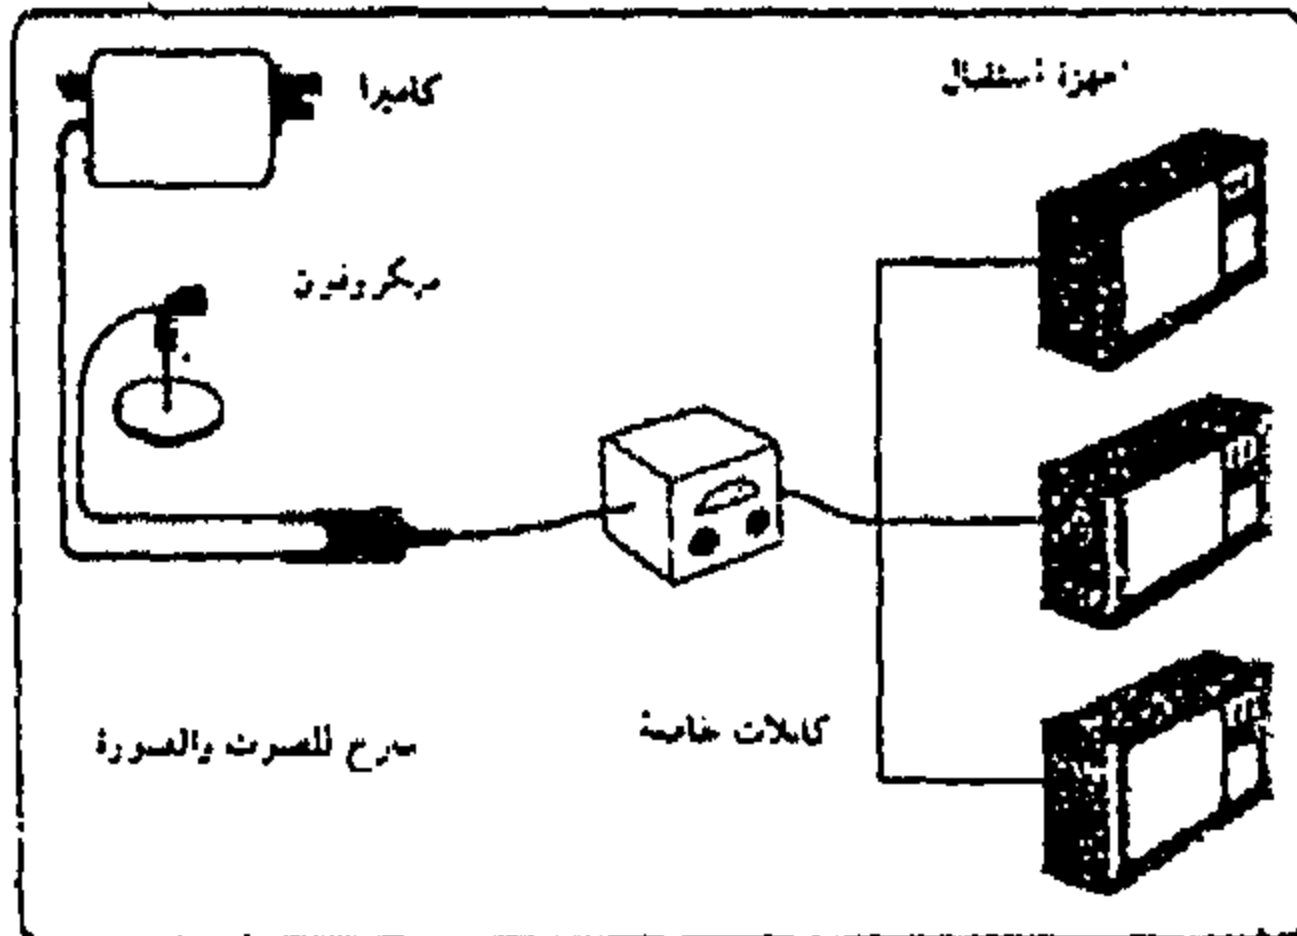 أجهزة استقبال
كاميرا
ميكروفون
كابلات خاصة
للصوت والصورة